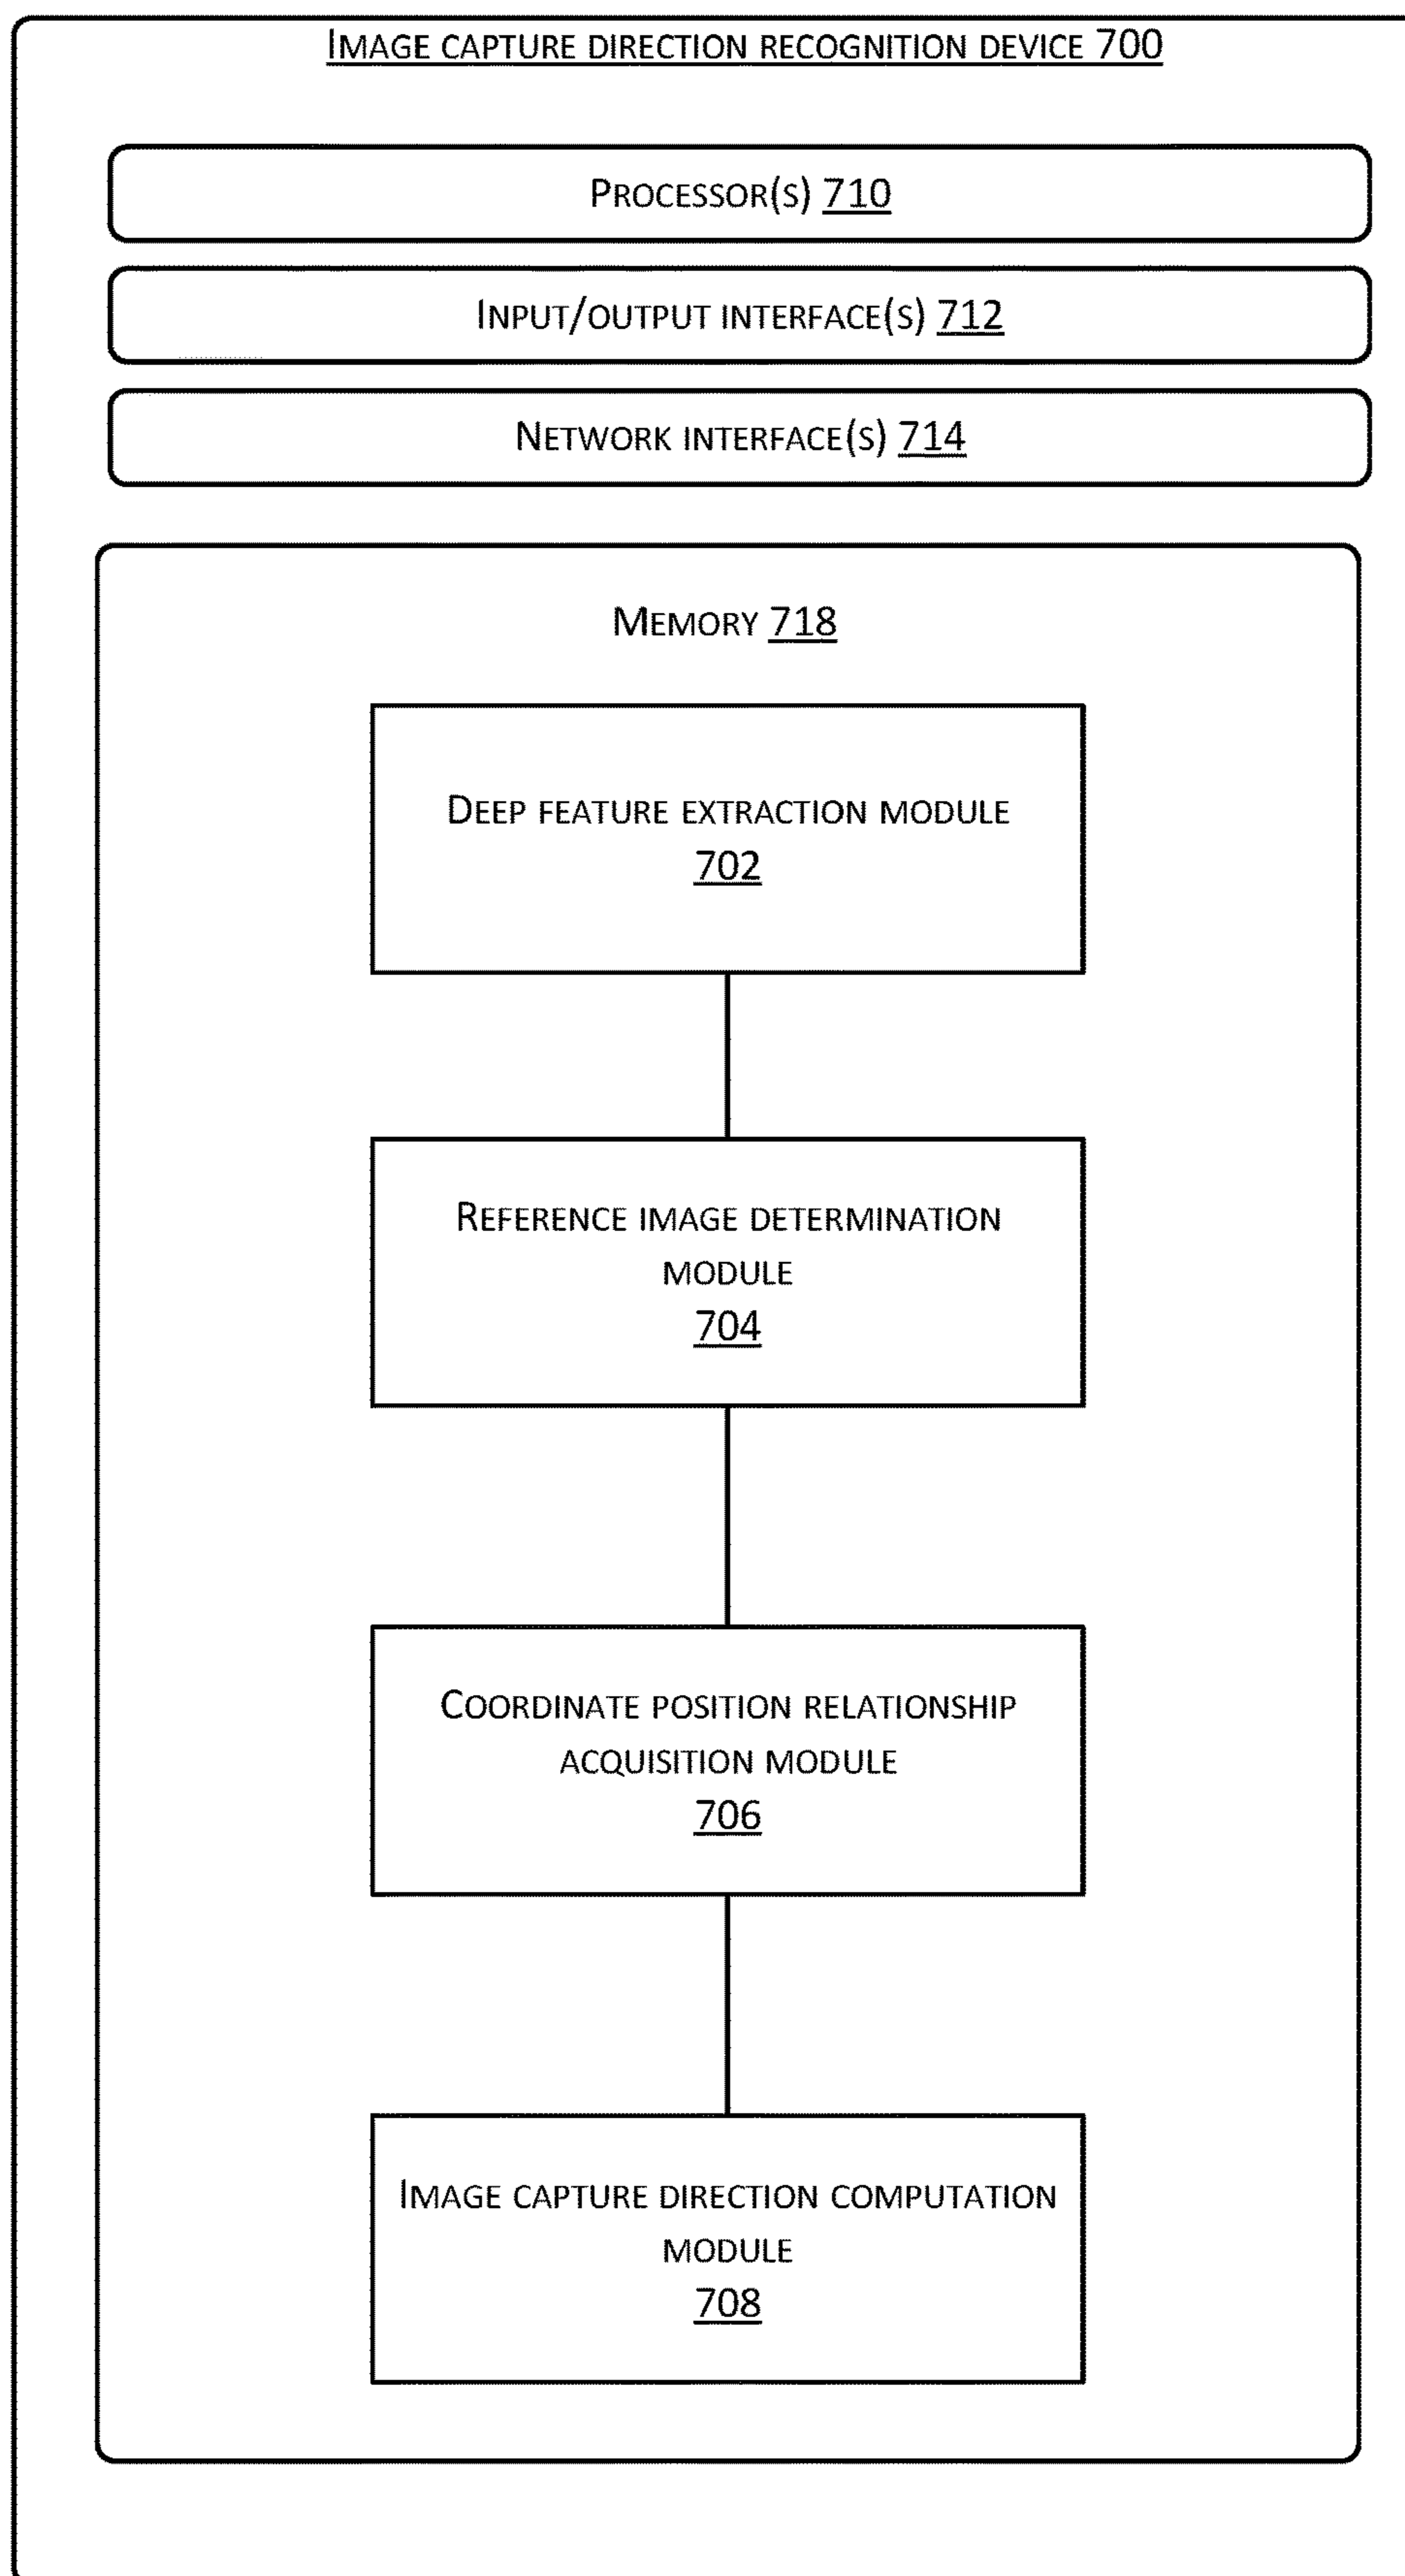 IMAGE CAPTURE DIRECTION RECOGNITION DEVICE 700
PROCESSOR(S) 710
INPUT/OUTPUT INTERFACE(S) 712
NETWORK INTERFACE(S) 714
MEMORY 718
DEEP FEATURE EXTRACTION MODULE
702
REFERENCE IMAGE DETERMINATION
MODULE
704
COORDINATE POSITION RELATIONSHIP
ACQUISITION MODULE
706
IMAGE CAPTURE DIRECTION COMPUTATION
MODULE
708